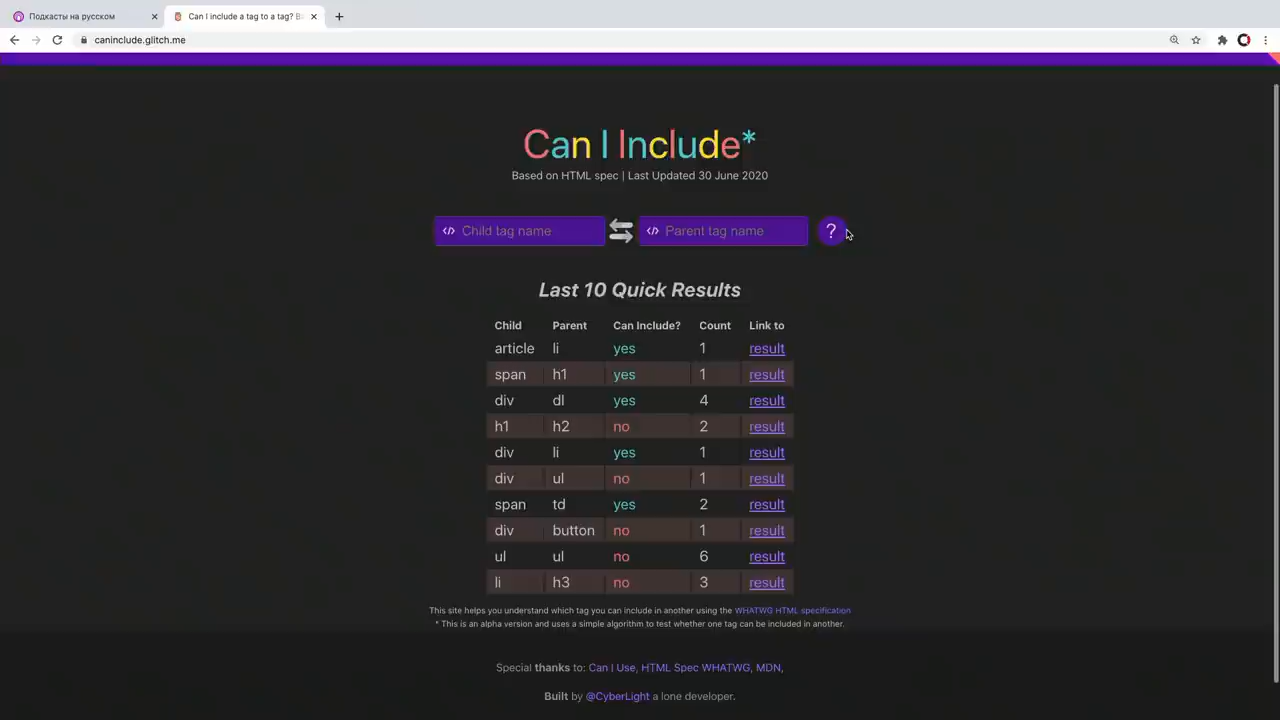 Подкасты на русском
Can I include a tag to a tag? Ba
caninclude.glitch.me
Can I Include*
Based on HTML spec | Last Updated 30 June 2020
Child tag name
Parent tag name
?
Last 10 Quick Results
Child Parent Can Include? Count Link to
article li yes 1 result
span h1 yes 1 result
div dl yes 4 result
h1 h2 no 2 result
div li yes 1 result
div ul no 1 result
span td yes 2 result
div button no 1 result
ul ul no 6 result
li h3 no 3 result
This site helps you understand which tag you can include in another using the WHATWG HTML specification
* This is an alpha version and uses a simple algorithm to test whether one tag can be included in another.
Special thanks to: Can I Use, HTML Spec WHATWG, MDN,
Built by @CyberLight a lone developer.